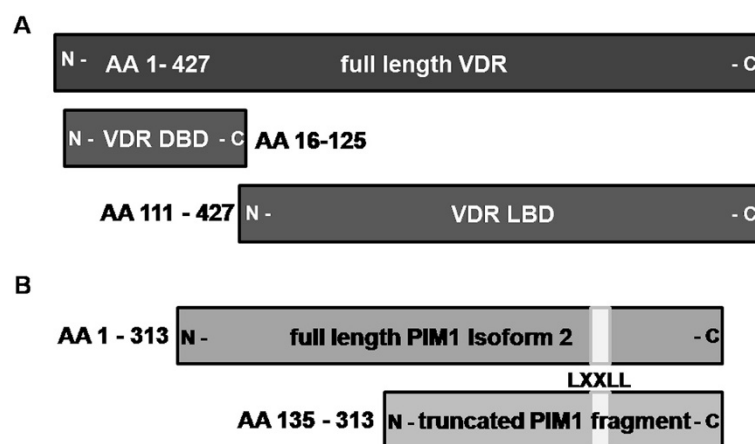 A
N - AA 1- 427 full length VDR - C
N - VDR DBD - C AA 16-125
AA 111 - 427 N - VDR LBD - C
B
AA 1 - 313 N - full length PIM1 Isoform 2 - C
LXXLL
AA 135 - 313 N - truncated PIM1 fragment - C